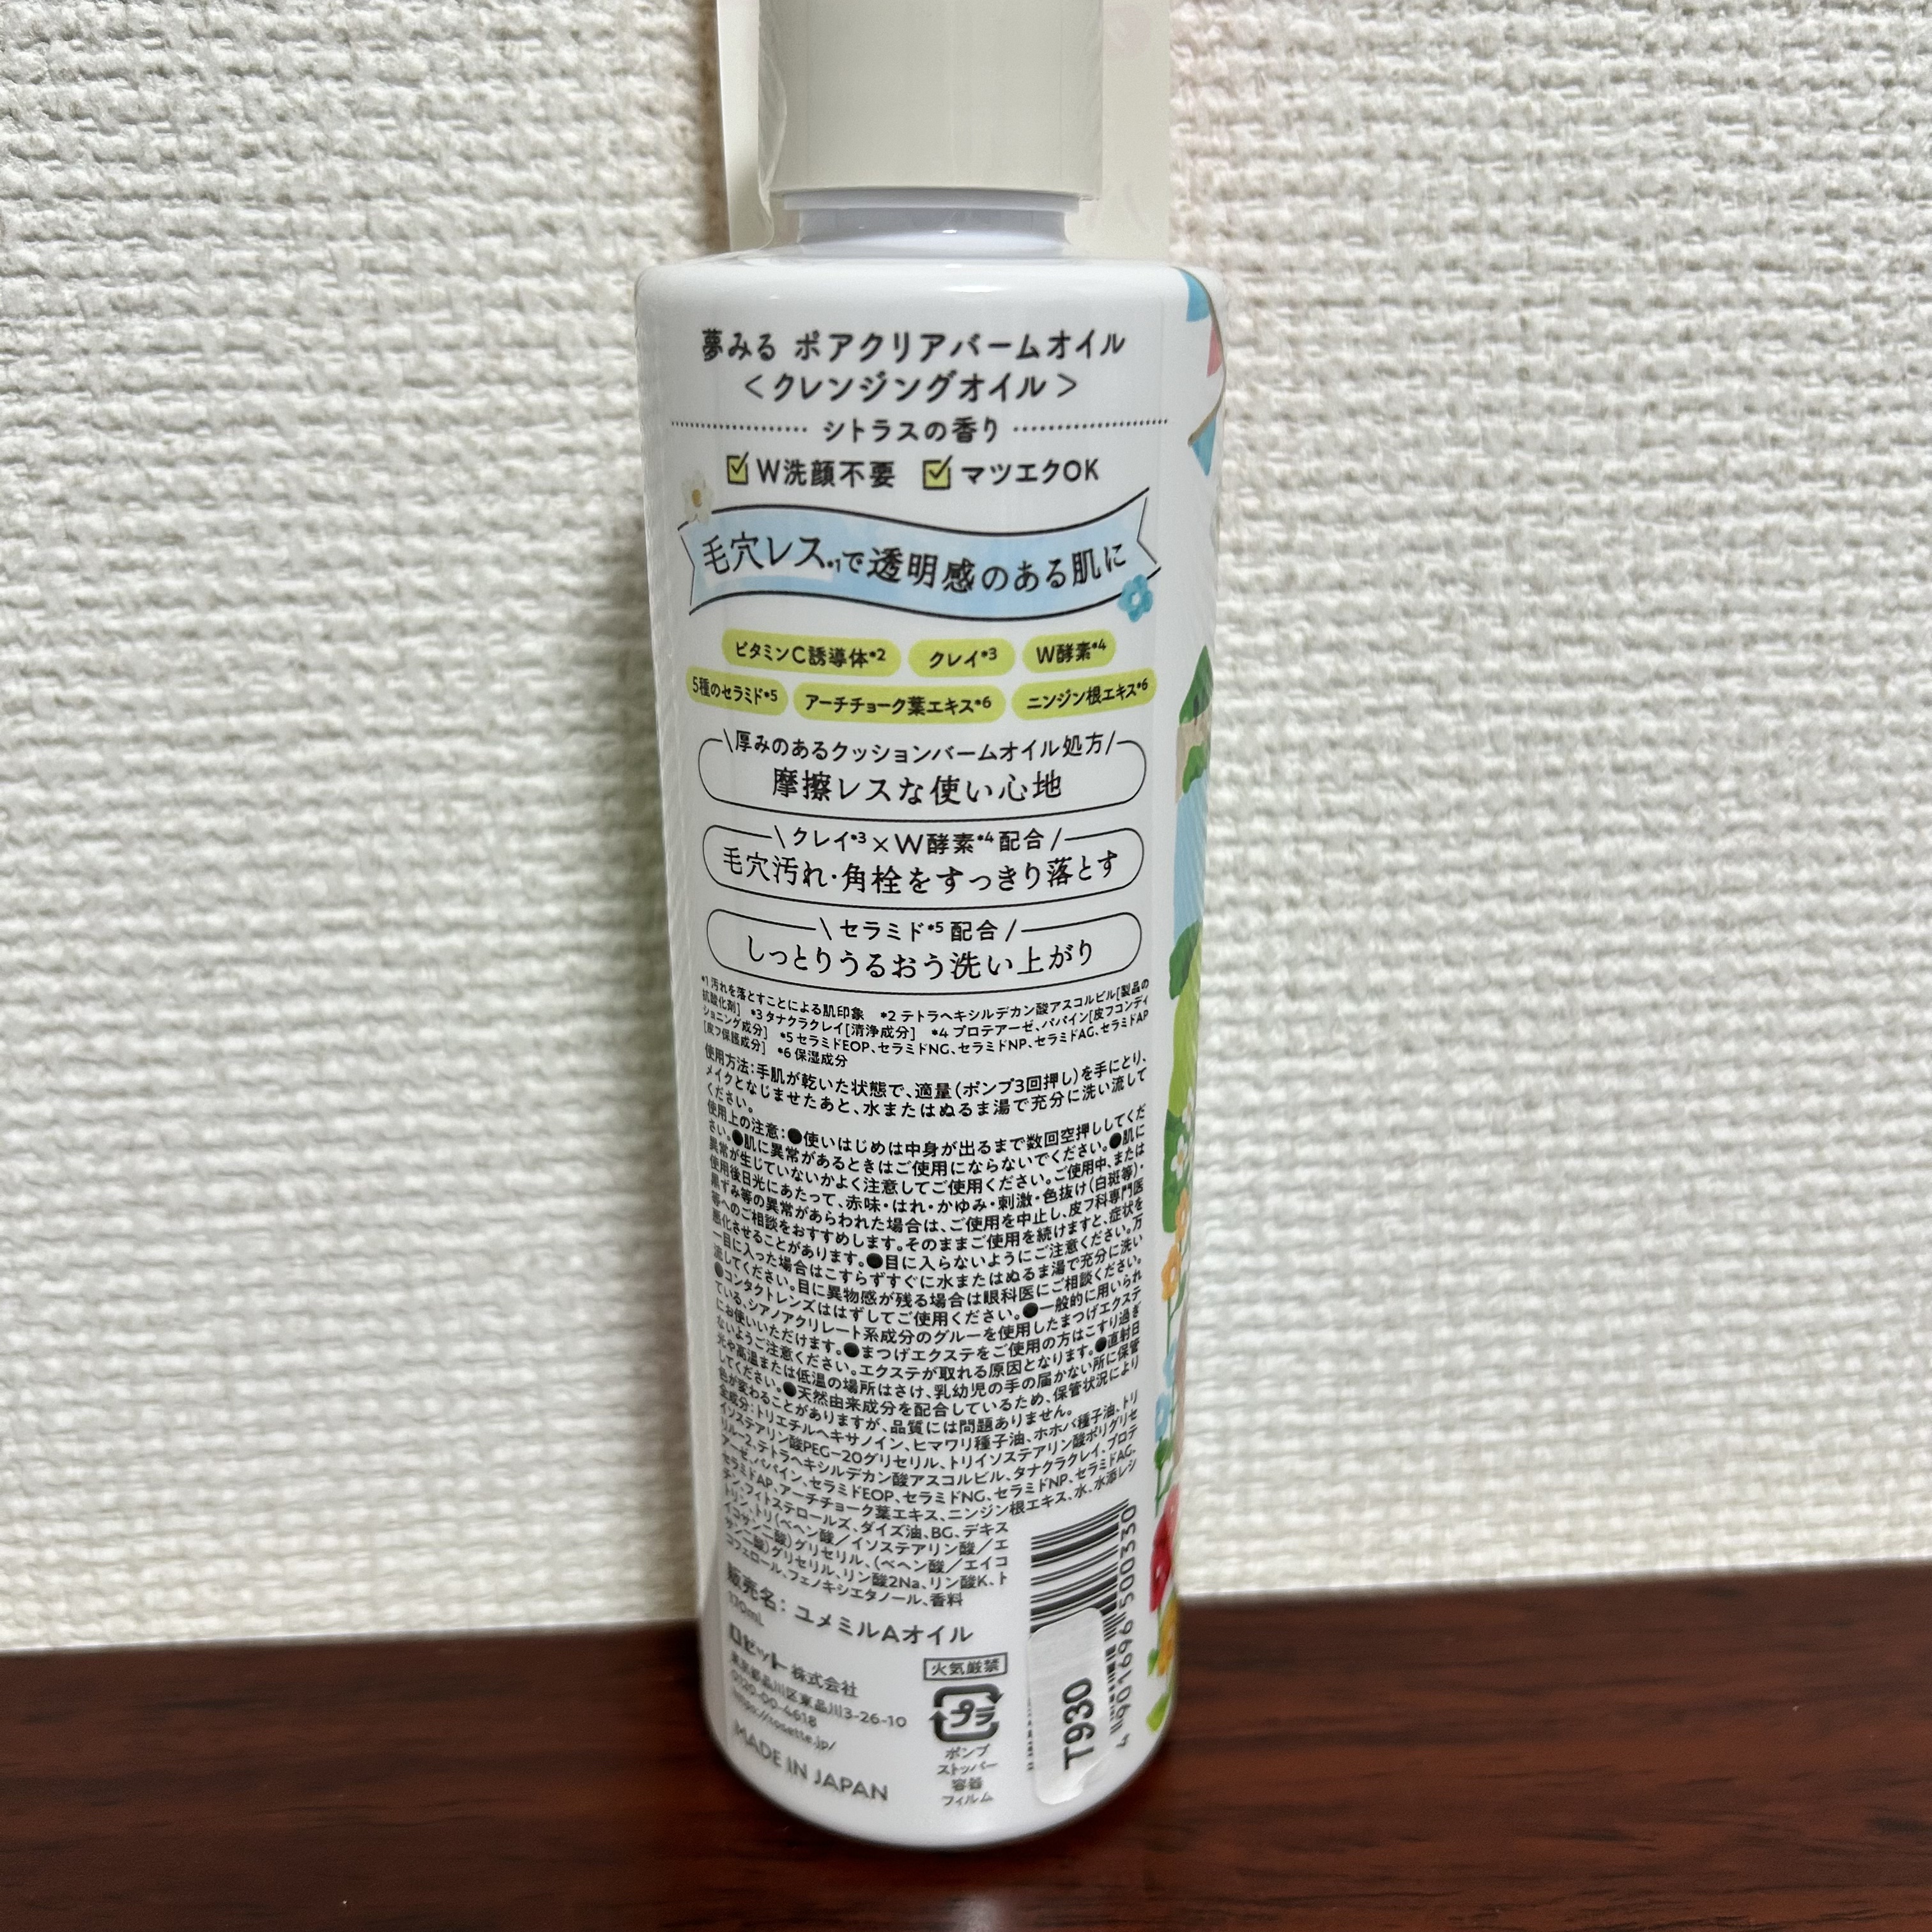 夢みる ポアクリアバームオイル
＜クレンジングオイル＞
シトラスの香り
W洗顔不要 マツエクOK
毛穴レス*1で透明感のある肌に
ビタミンC誘導体*2 クレイ*3 W酵素*4
5種のセラミド*5 アーチチョーク葉エキス*6 ニンジン根エキス*6
\厚みのあるクッションバームオイル処方/
摩擦レスな使い心地
\クレイ*3×W酵素*4配合/
毛穴汚れ・角栓をすっきり落とす
\セラミド*5配合/
しっとりうるおう洗い上がり
*1 汚れを落とすことによる肌印象 *2 テトラヘキシルデカン酸アスコルビル[製品の
抗酸化剤] *3 タナクラクレイ[清浄成分] *4 プロテアーゼ、パパイン[皮フコンディ
ショニング成分] *5 セラミドEOP、セラミドNG、セラミドNP、セラミドAG、セラミドAP
[皮フ保護成分] *6 保湿成分
使用方法：手肌が乾いた状態で、適量（ポンプ3回押し）を手にとり、
メイクとなじませたあと、水またはぬるま湯で充分に洗い流して
ください。
使用上の注意：●使いはじめは中身が出るまで数回空押ししてくだ
さい。●肌に異常があるときはご使用にならないでください。●肌に
異常が生じていないかよく注意してご使用ください。ご使用中、または
使用後日光にあたって、赤味・はれ・かゆみ・刺激・色抜け（白斑等）・
黒ずみ等の異常があらわれた場合は、ご使用を中止し、皮フ科専門医
等へのご相談をおすすめします。そのままご使用を続けますと、症状を
悪化させることがあります。●目に入らないようにご注意ください。万
一目に入った場合はこすらずすぐに水またはぬるま湯で充分に洗い
流してください。目に異物感が残る場合は眼科医にご相談ください。
●コンタクトレンズははずしてご使用ください。●一般的に用いられ
ている、シアノアクリレート系成分のグルーを使用したまつげエクステ
にお使いいただけます。●まつげエクステをご使用の方はこすり過ぎ
ないようご注意ください。エクステが取れる原因となります。●直射日
光や高温または低温の場所はさけ、乳幼児の手の届かない所に保管
してください。●天然由来成分を配合しているため、保管状況により
色が変わることがありますが、品質には問題ありません。
全成分：トリエチルヘキサノイン、ヒマワリ種子油、ホホバ種子油、トリ
イソステアリン酸PEG-20グリセリル、トリイソステアリン酸ポリグリセ
リル-2、テトラヘキシルデカン酸アスコルビル、タナクラクレイ、プロテ
アーゼ、パパイン、セラミドEOP、セラミドNG、セラミドNP、セラミドAG、
セラミドAP、アーチチョーク葉エキス、ニンジン根エキス、水、水添レシ
チン、フィトステロールズ、ダイズ油、BG、デキス
トリン、トリ（ベヘン酸／イソステアリン酸／エ
イコサン二酸）グリセリル、（ベヘン酸／エイコ
サン二酸）グリセリル、リン酸2Na、リン酸K、ト
コフェロール、フェノキシエタノール、香料
販売名：ユメミルAオイル
170mL
ロゼット株式会社
東京都品川区東品川3-26-10
0120-00-4618
https://rosette.jp/
MADE IN JAPAN
火気厳禁
プラ
ポンプ
ストッパー
容器
フィルム
T930
4 901696 500330